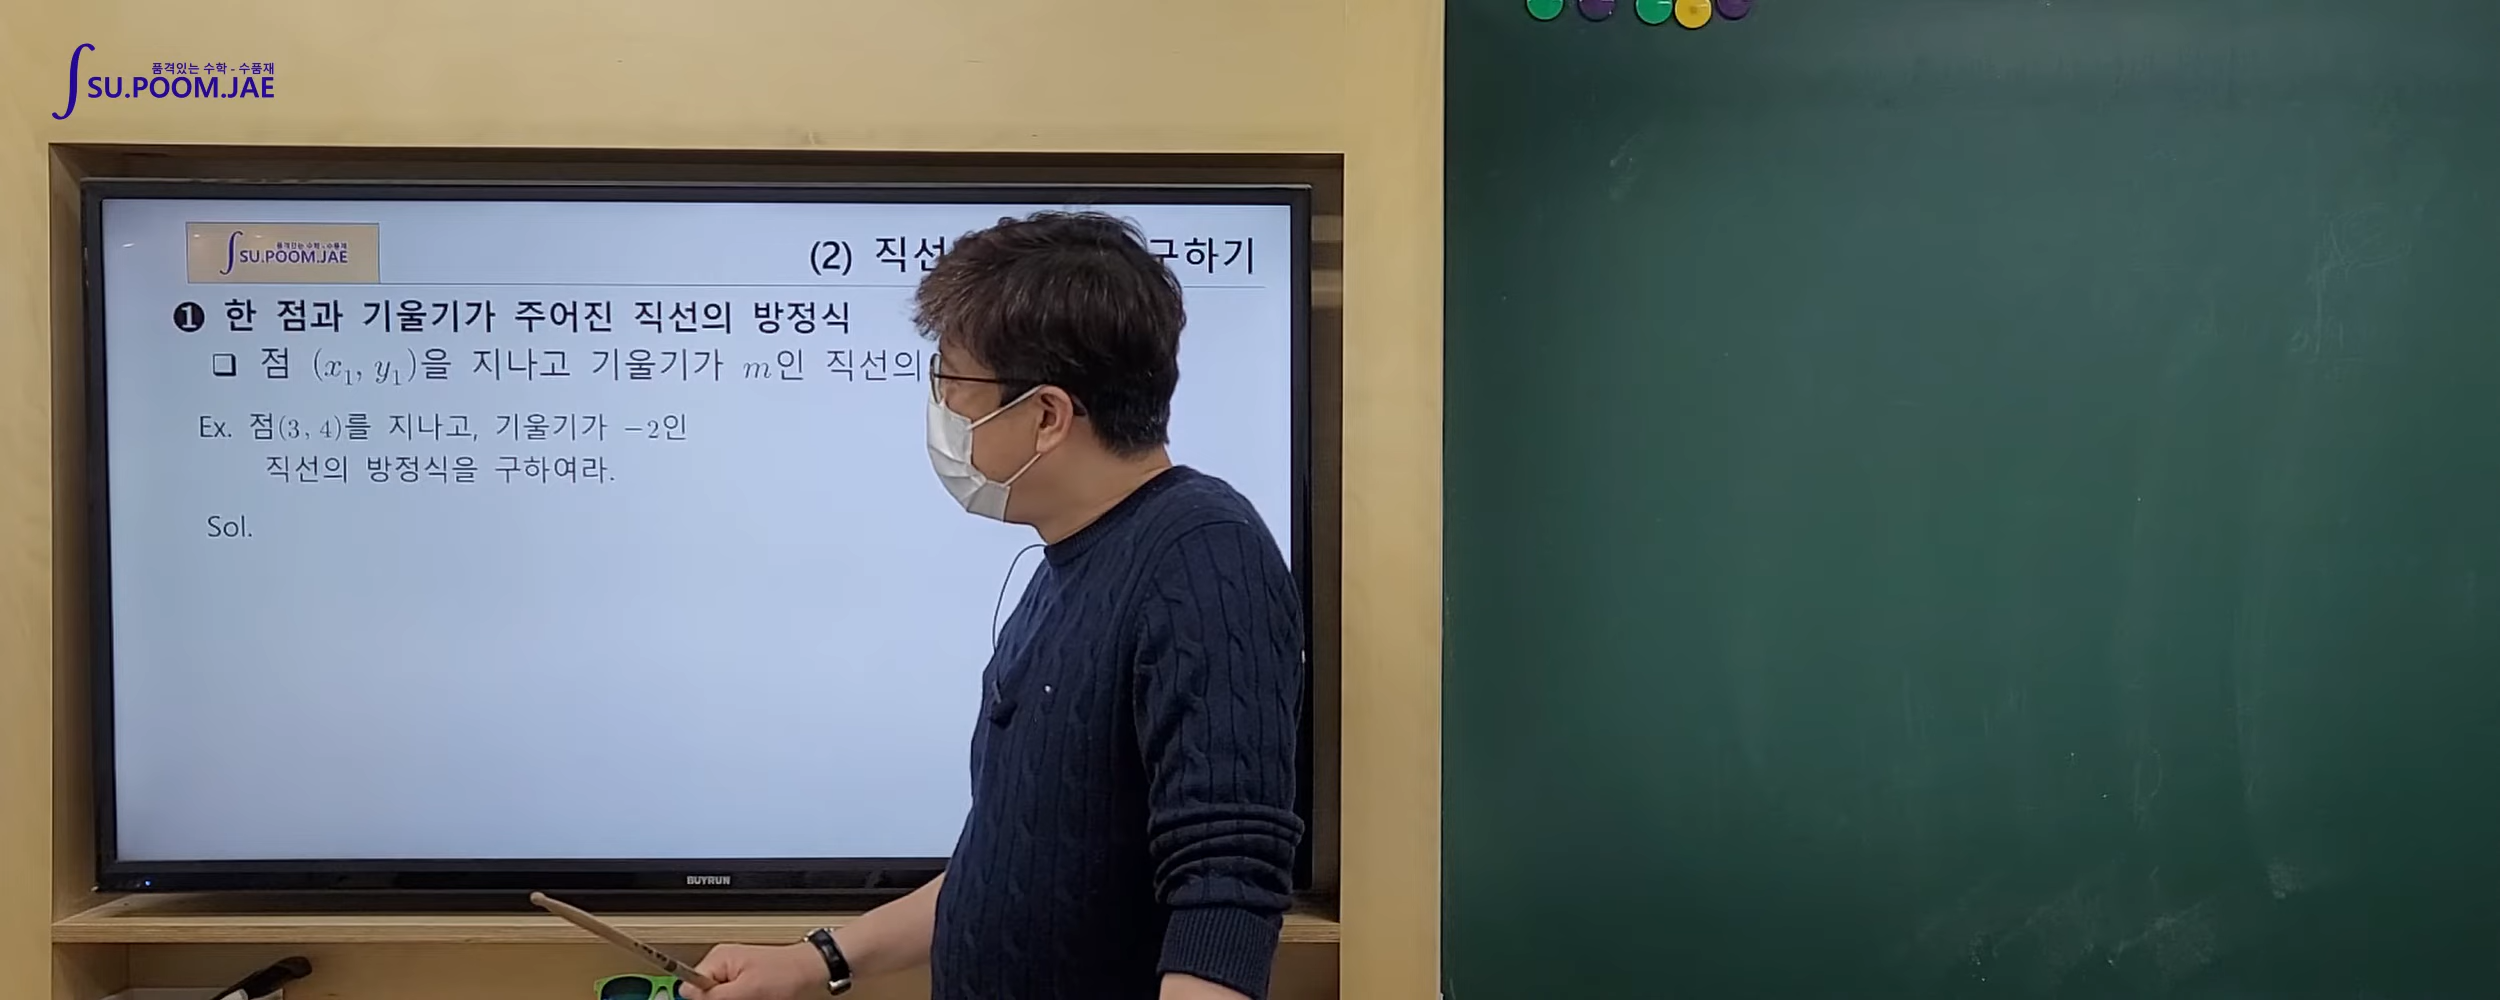 품격있는 수학 - 수품재
SU.POOM.JAE
품격있는 수학 - 수품재
SU.POOM.JAE
(2) 직선 구하기
❶ 한 점과 기울기가 주어진 직선의 방정식
❑ 점 (x₁, y₁)을 지나고 기울기가 m인 직선의
Ex. 점(3, 4)를 지나고, 기울기가 −2인
직선의 방정식을 구하여라.
Sol.
BUYRUN